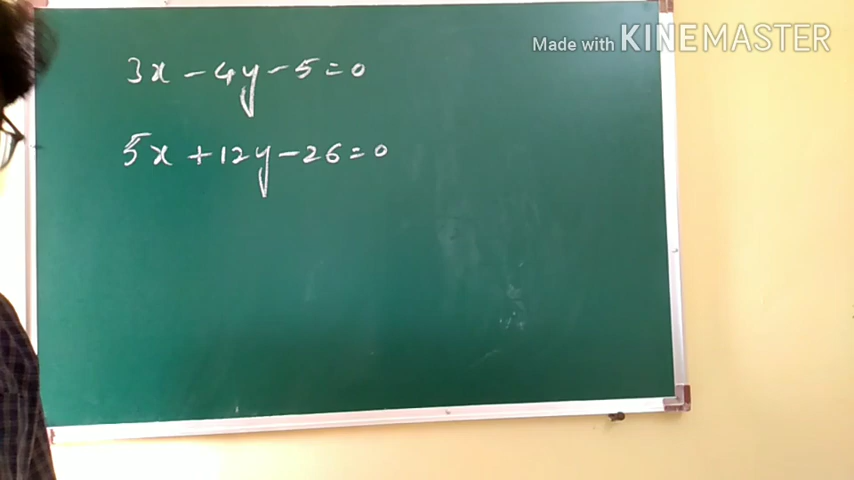 Made with KINEMASTER
3x - 4y - 5 = 0
5x + 12y - 26 = 0